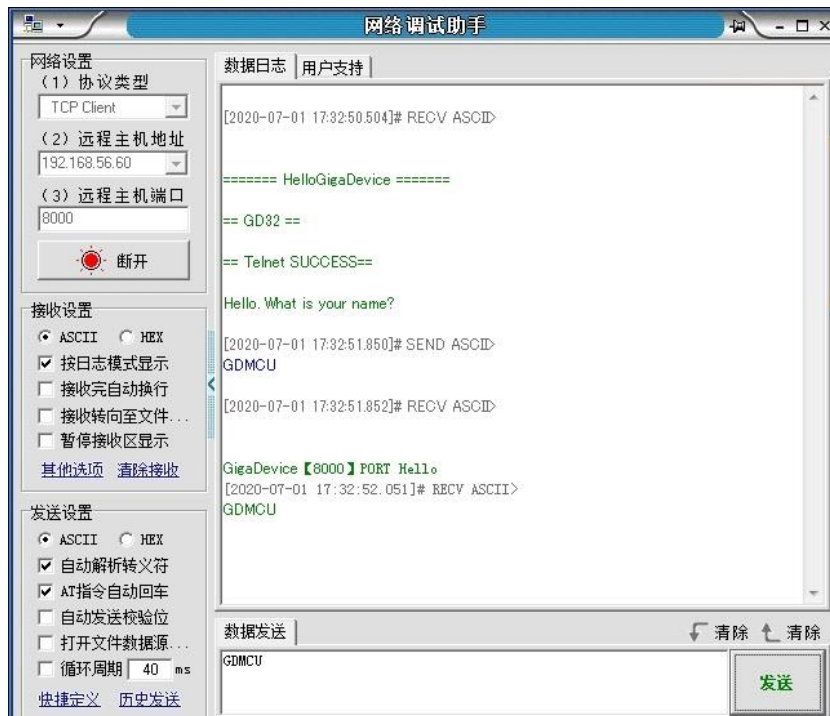 网络调试助手
网络设置
(1) 协议类型
TCP Client
(2) 远程主机地址
192.168.56.60
(3) 远程主机端口
8000
断开
接收设置
ASCII HEX
按日志模式显示
接收完自动换行
接收转向至文件...
暂停接收区显示
其他选项 清除接收
发送设置
ASCII HEX
自动解析转义符
AT指令自动回车
自动发送校验位
打开文件数据源...
循环周期 40 ms
快捷定义 历史发送
数据日志 用户支持
[2020-07-01 17:32:50.504]# RECV ASCII>
======= HelloGigaDevice =======
== GD32 ==
== Telnet SUCCESS==
Hello. What is your name?
[2020-07-01 17:32:51.850]# SEND ASCII>
GDMCU
[2020-07-01 17:32:51.852]# RECV ASCII>
GigaDevice【8000】PORT Hello
[2020-07-01 17:32:52.051]# RECV ASCII>
GDMCU
数据发送 清除 清除
GDMCU
发送